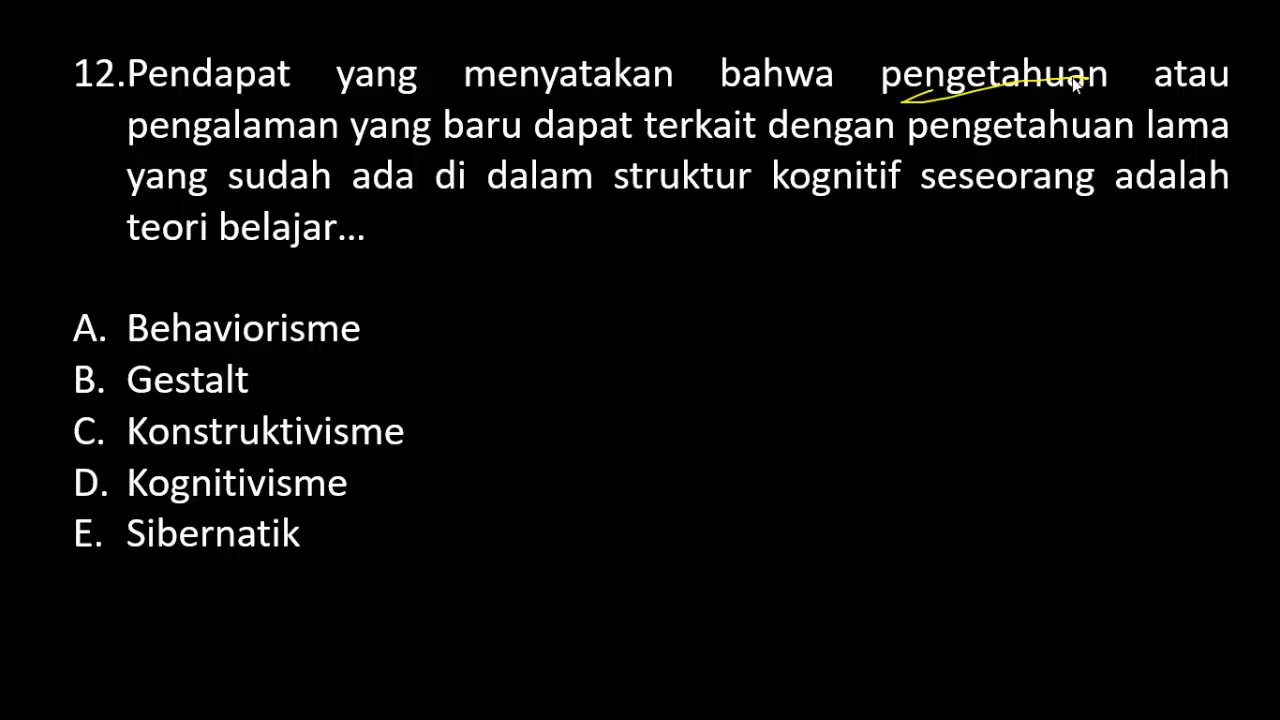 12.Pendapat yang menyatakan bahwa pengetahuan atau
pengalaman yang baru dapat terkait dengan pengetahuan lama
yang sudah ada di dalam struktur kognitif seseorang adalah
teori belajar...
A. Behaviorisme
B. Gestalt
C. Konstruktivisme
D. Kognitivisme
E. Sibernatik